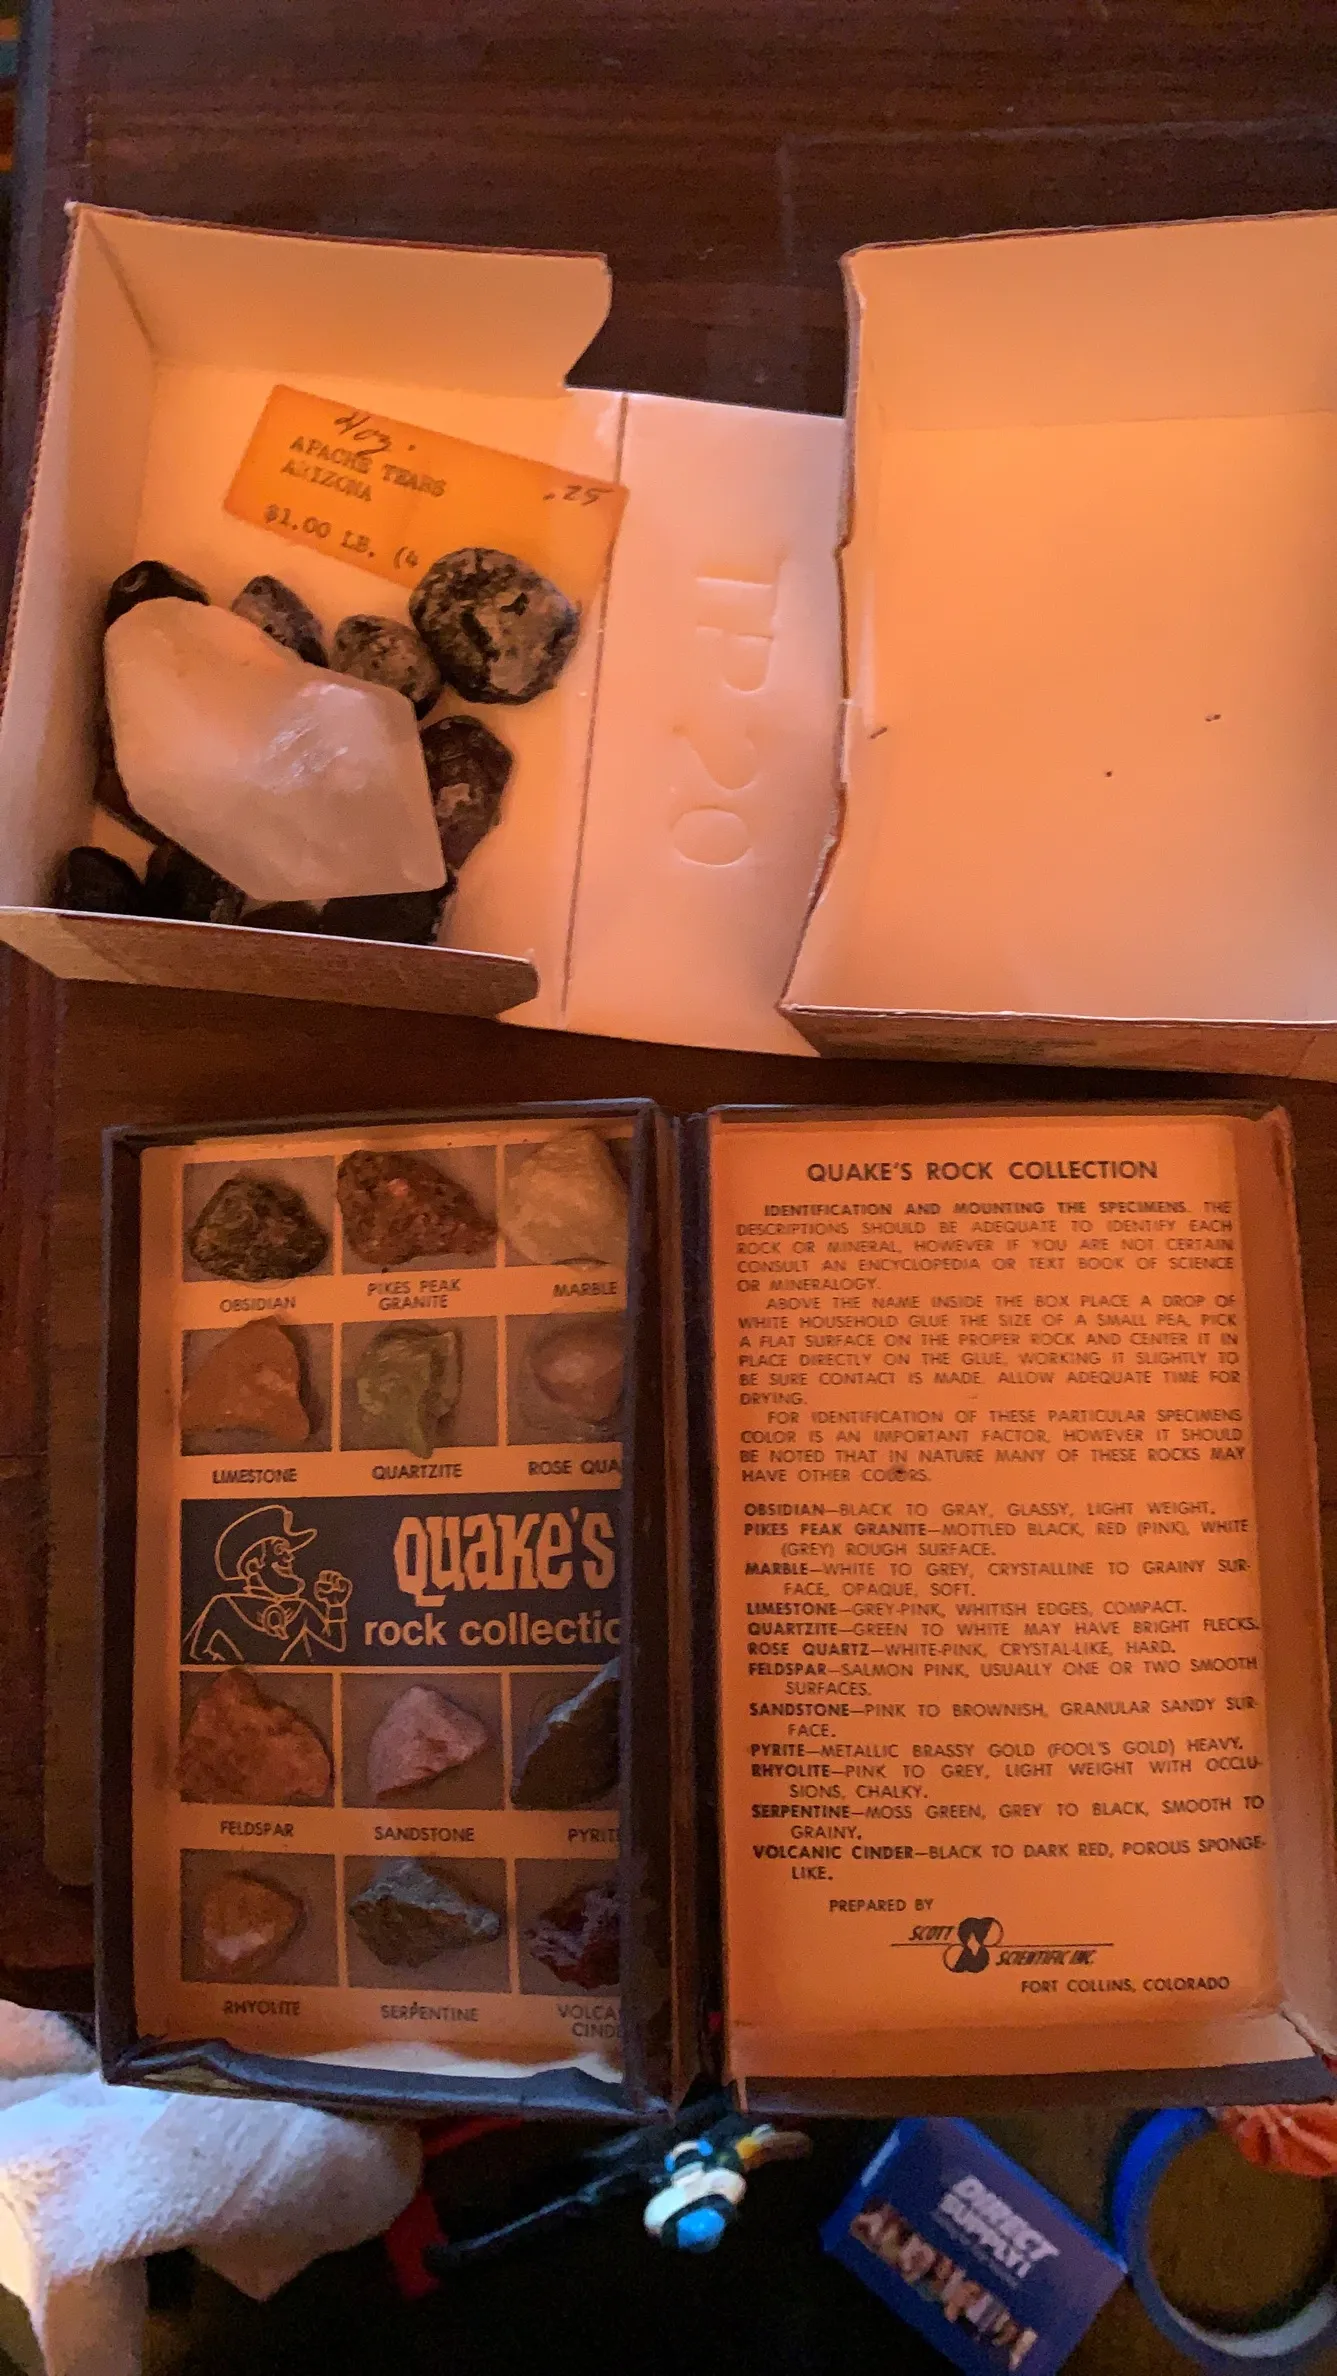 4oz.
APACHE TEARS
ARIZONA
.25
$1.00 LB. (4
OBSIDIAN
PIKES PEAK
GRANITE
MARBLE
LIMESTONE
QUARTZITE
ROSE QUA
QUAKE'S
rock collectio
FELDSPAR
SANDSTONE
PYRIT
RHYOLITE
SERPENTINE
VOLCA
CIND
QUAKE'S ROCK COLLECTION
IDENTIFICATION AND MOUNTING THE SPECIMENS. THE
DESCRIPTIONS SHOULD BE ADEQUATE TO IDENTIFY EACH
ROCK OR MINERAL, HOWEVER IF YOU ARE NOT CERTAIN
CONSULT AN ENCYCLOPEDIA OR TEXT BOOK OF SCIENCE
OR MINERALOGY.
ABOVE THE NAME INSIDE THE BOX PLACE A DROP OF
WHITE HOUSEHOLD GLUE THE SIZE OF A SMALL PEA. PICK
A FLAT SURFACE ON THE PROPER ROCK AND CENTER IT IN
PLACE DIRECTLY ON THE GLUE, WORKING IT SLIGHTLY TO
BE SURE CONTACT IS MADE. ALLOW ADEQUATE TIME FOR
DRYING.
FOR IDENTIFICATION OF THESE PARTICULAR SPECIMENS
COLOR IS AN IMPORTANT FACTOR, HOWEVER IT SHOULD
BE NOTED THAT IN NATURE MANY OF THESE ROCKS MAY
HAVE OTHER COLORS.
OBSIDIAN—BLACK TO GRAY, GLASSY, LIGHT WEIGHT.
PIKES PEAK GRANITE—MOTTLED BLACK, RED (PINK), WHITE
(GREY) ROUGH SURFACE.
MARBLE—WHITE TO GREY, CRYSTALLINE TO GRAINY SUR-
FACE, OPAQUE, SOFT.
LIMESTONE—GREY-PINK, WHITISH EDGES, COMPACT.
QUARTZITE—GREEN TO WHITE MAY HAVE BRIGHT FLECKS.
ROSE QUARTZ—WHITE-PINK, CRYSTAL-LIKE, HARD.
FELDSPAR—SALMON PINK, USUALLY ONE OR TWO SMOOTH
SURFACES.
SANDSTONE—PINK TO BROWNISH, GRANULAR SANDY SUR-
FACE.
PYRITE—METALLIC BRASSY GOLD (FOOL'S GOLD) HEAVY.
RHYOLITE—PINK TO GREY, LIGHT WEIGHT WITH OCCLU-
SIONS, CHALKY.
SERPENTINE—MOSS GREEN, GREY TO BLACK, SMOOTH TO
GRAINY.
VOLCANIC CINDER—BLACK TO DARK RED, POROUS SPONGE-
LIKE.
PREPARED BY
SCOTT
SCIENTIFIC INC.
FORT COLLINS, COLORADO
DIRECT
SUPPLY!